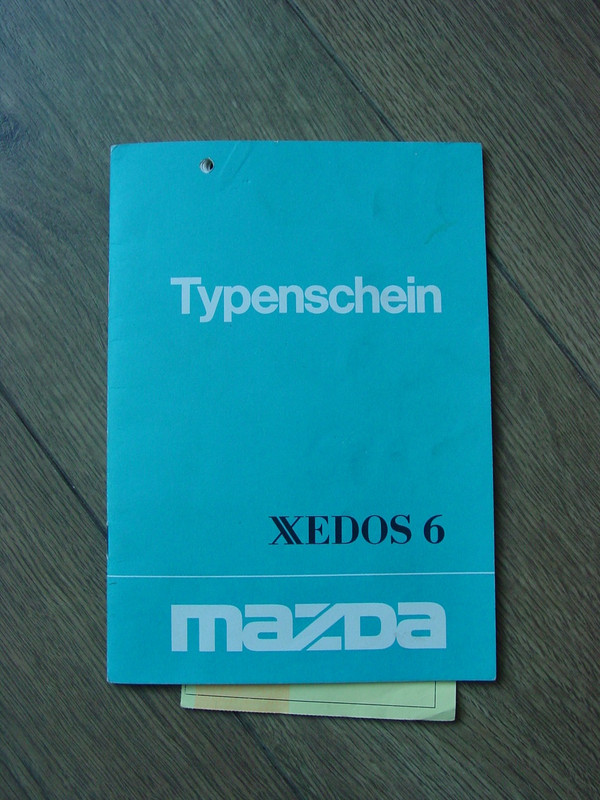 Typenschein
XEDOS 6
mazda